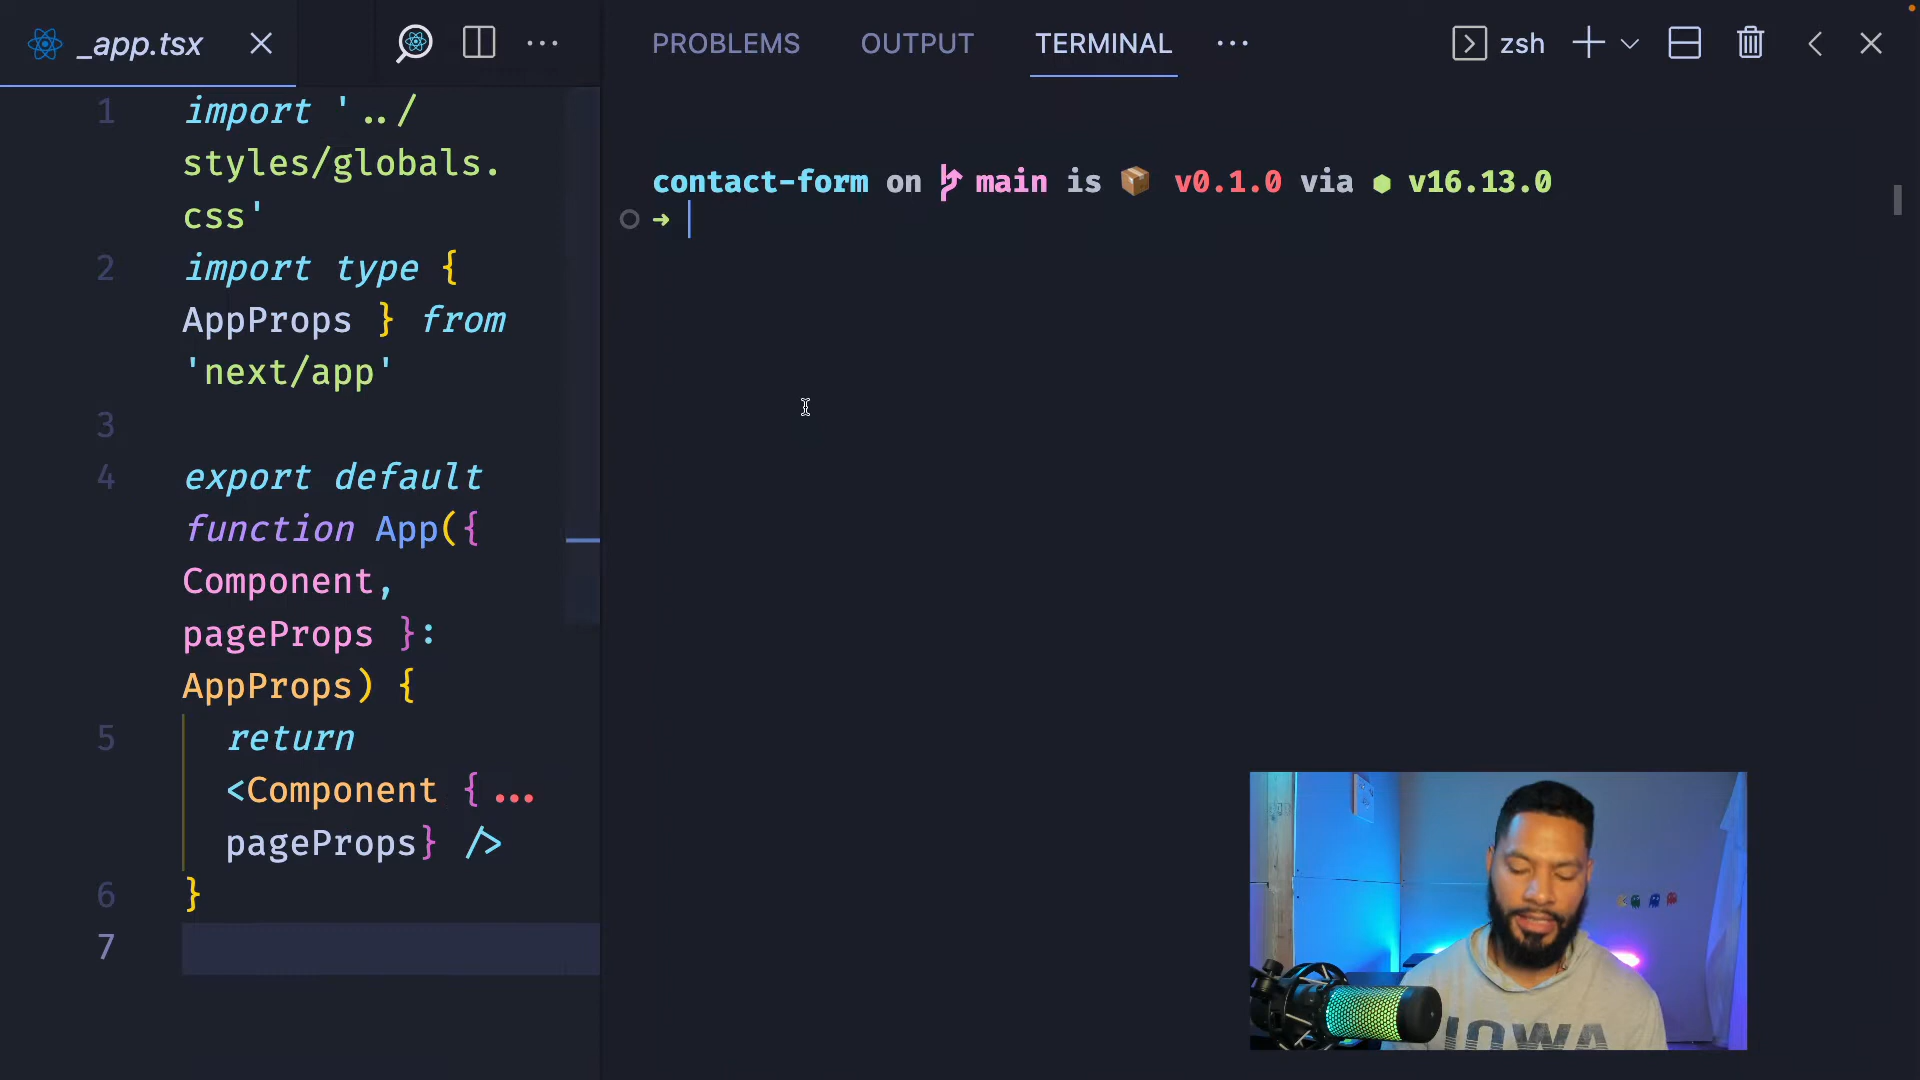 _app.tsx
PROBLEMS OUTPUT TERMINAL ... zsh
1 import '../
styles/globals.
css'
2 import type {
AppProps } from
'next/app'
3
4 export default
function App({
Component,
pageProps }:
AppProps) {
5 return
<Component {...
pageProps} />
6 }
7
contact-form on main is 📦 v0.1.0 via ⬢ v16.13.0
➜
IOWA